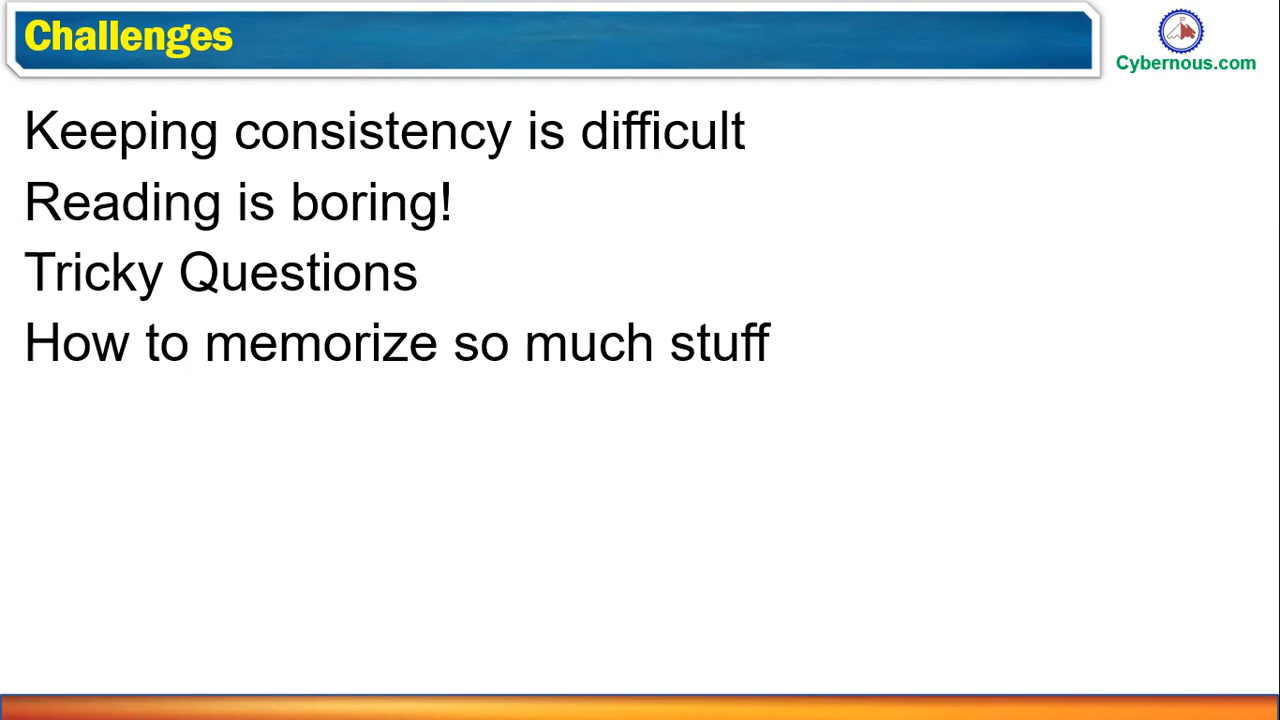 Challenges
Cybernous.com
Keeping consistency is difficult
Reading is boring!
Tricky Questions
How to memorize so much stuff